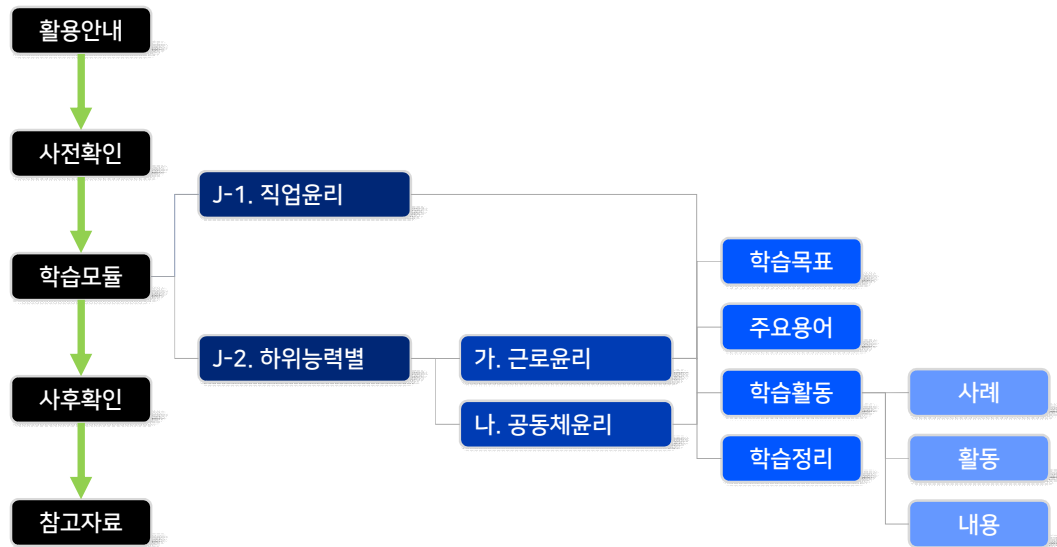 활용안내
사전확인
학습모듈
사후확인
참고자료
J-1. 직업윤리
J-2. 하위능력별
가. 근로윤리
나. 공동체윤리
학습목표
주요용어
학습활동
학습정리
사례
활동
내용